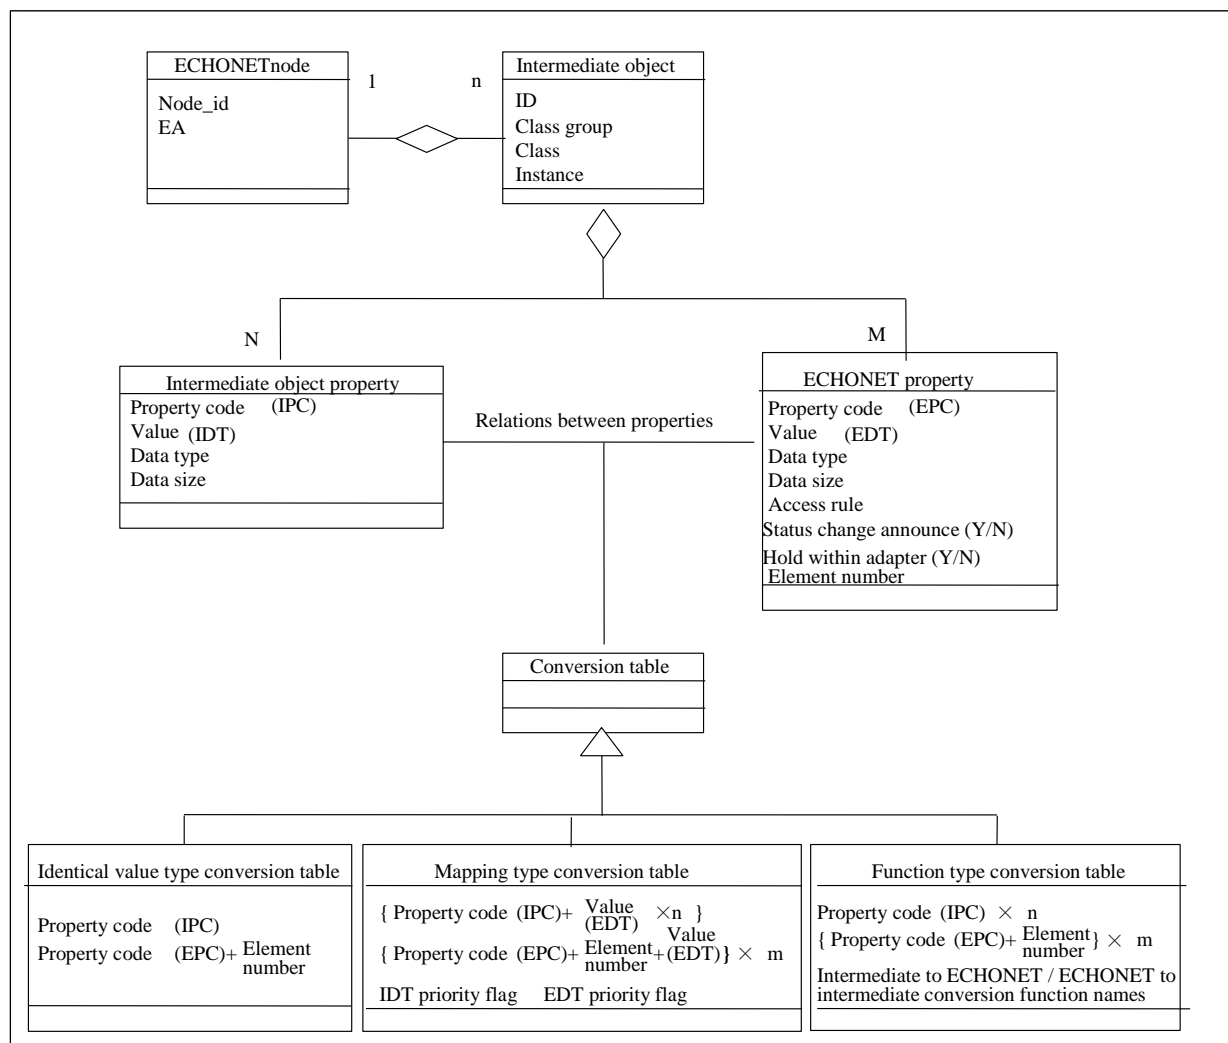 ECHONETnode
Node_id
EA
1
n
Intermediate object
ID
Class group
Class
Instance
N
M
Intermediate object property
Property code (IPC)
Value (IDT)
Data type
Data size
Relations between properties
ECHONET property
Property code (EPC)
Value (EDT)
Data type
Data size
Access rule
Status change announce (Y/N)
Hold within adapter (Y/N)
Element number
Conversion table
Identical value type conversion table
Property code (IPC)
Property code (EPC)+ Element number
Mapping type conversion table
{ Property code (IPC)+ Value (EDT) ×n }
{ Property code (EPC)+ Element number +Value (EDT)} × m
IDT priority flag EDT priority flag
Function type conversion table
Property code (IPC) × n
{ Property code (EPC)+ Element number } × m
Intermediate to ECHONET / ECHONET to
intermediate conversion function names